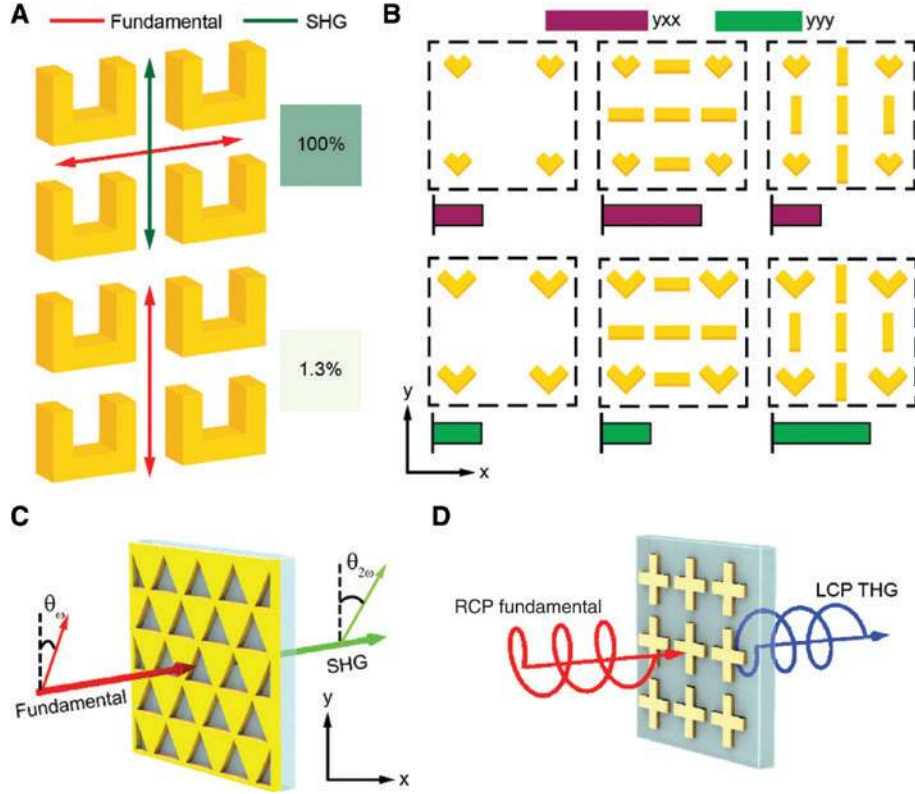 A
Fundamental
SHG
100%
1.3%
B
yxx
yyy
y
x
C
θω
Fundamental
θ2ω
SHG
y
x
D
RCP fundamental
LCP THG